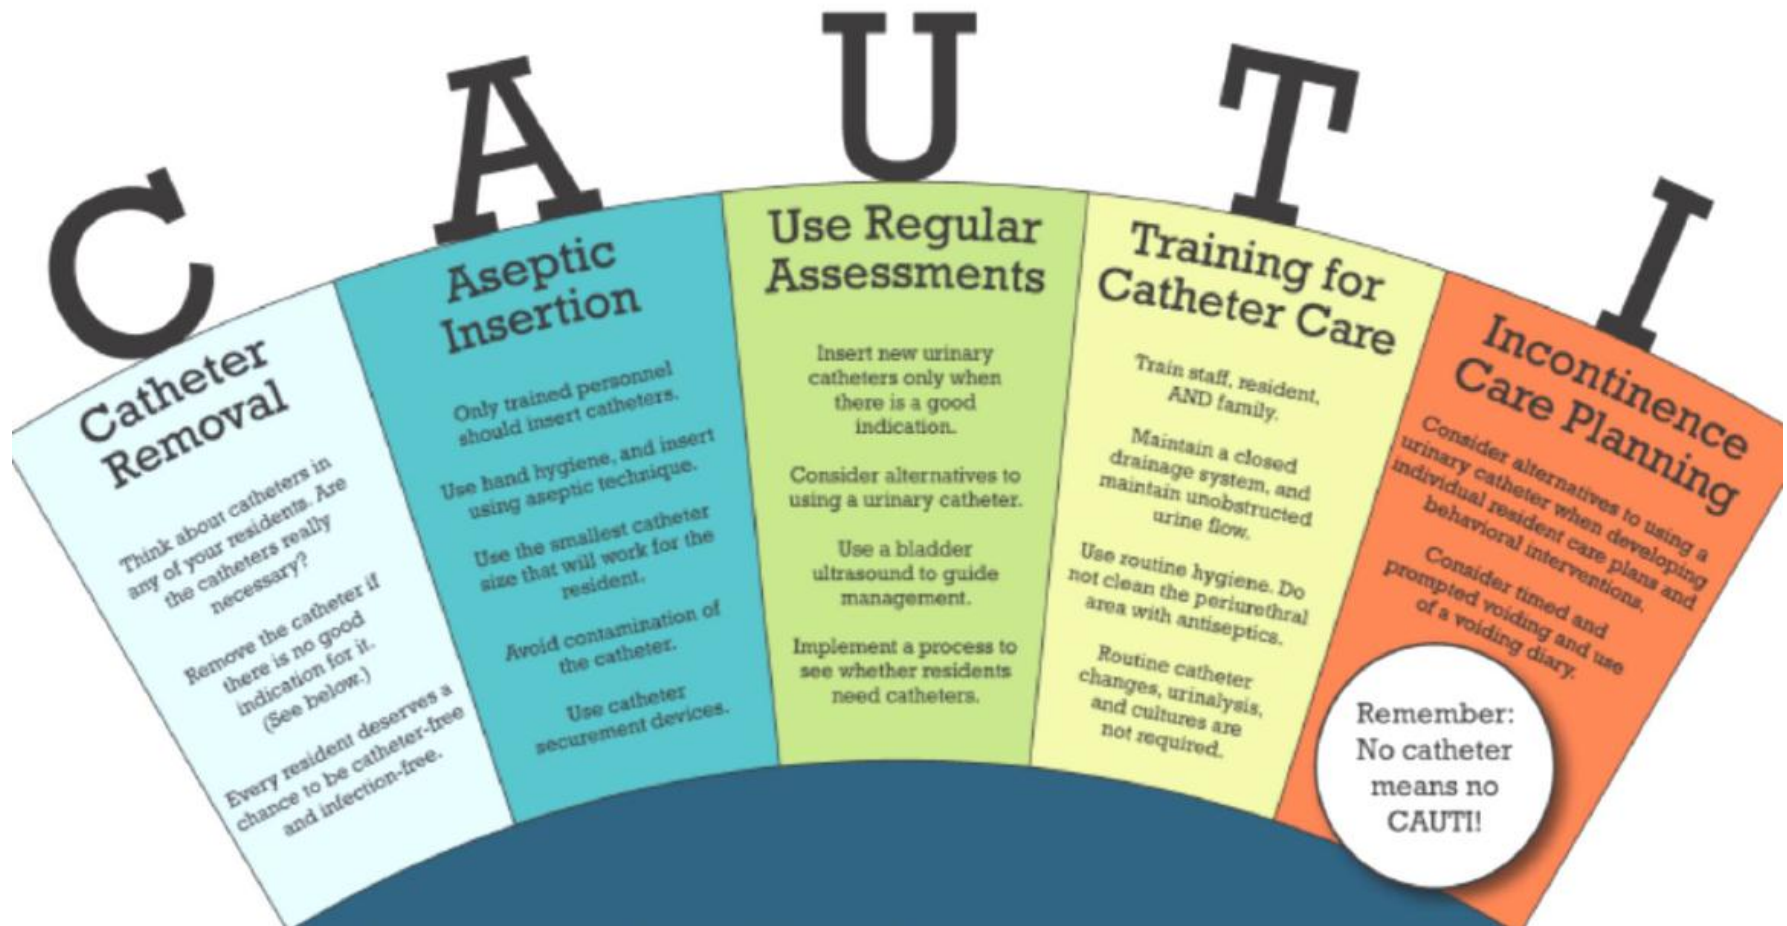 C A U T I
Catheter
Removal
Think about catheters in
any of your residents. Are
the catheters really
necessary?
Remove the catheter if
there is no good
indication for it.
(See below.)
Every resident deserves a
chance to be catheter-free
and infection-free.
Aseptic
Insertion
Only trained personnel
should insert catheters.
Use hand hygiene, and insert
using aseptic technique.
Use the smallest catheter
size that will work for the
resident.
Avoid contamination of
the catheter.
Use catheter
securement devices.
Use Regular
Assessments
Insert new urinary
catheters only when
there is a good
indication.
Consider alternatives to
using a urinary catheter.
Use a bladder
ultrasound to guide
management.
Implement a process to
see whether residents
need catheters.
Training for
Catheter Care
Train staff, resident,
AND family.
Maintain a closed
drainage system, and
maintain unobstructed
urine flow.
Use routine hygiene. Do
not clean the periurethral
area with antiseptics.
Routine catheter
changes, urinalysis,
and cultures are
not required.
Incontinence
Care Planning
Consider alternatives to using a
urinary catheter when developing
individual resident care plans and
behavioral interventions.
Consider timed and
prompted voiding and use
of a voiding diary.
Remember:
No catheter
means no
CAUTI!